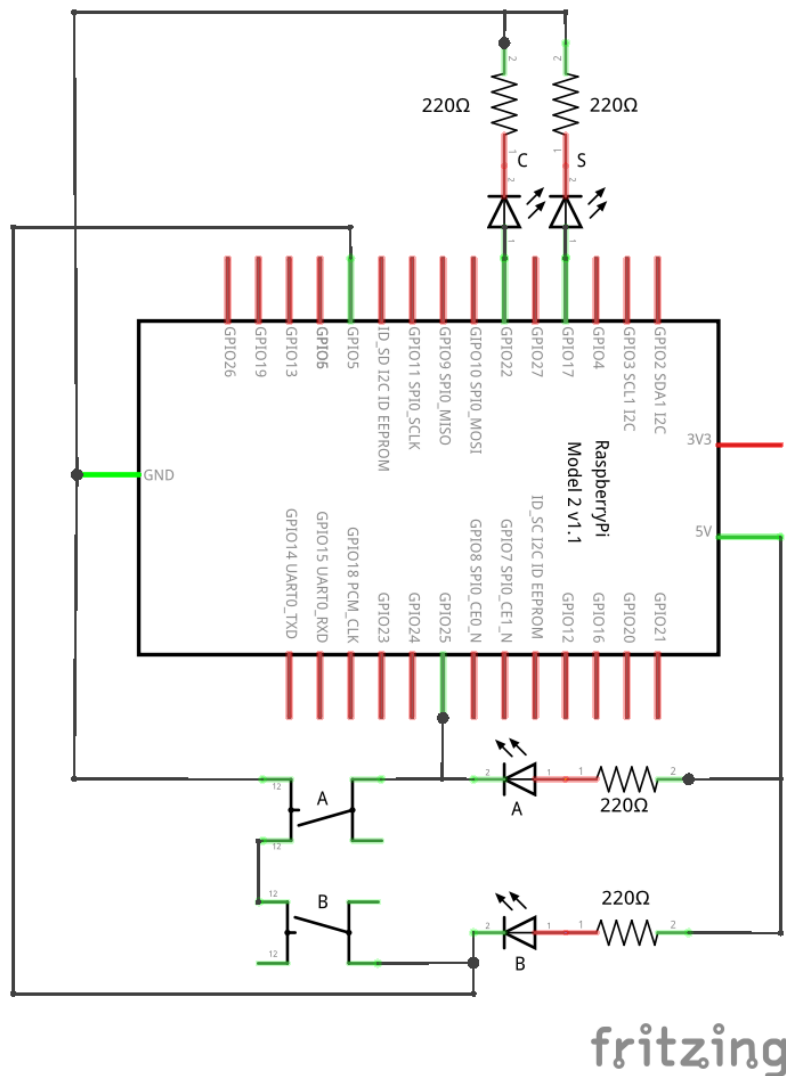 2
2
220Ω
220Ω
1
1
C
S
2
2
1
1
GPIO26
GPIO19
GPIO13
GPIO6
GPIO5
ID_SD I2C ID EEPROM
GPIO11 SPI0_SCLK
GPIO9 SPI0_MISO
GIPO10 SPI0_MOSI
GPIO22
GPIO27
GPIO17
GPIO4
GPIO3 SCL1 I2C
GPIO2 SDA1 I2C
3V3
RaspberryPi
Model 2 v1.1
GND
5V
GPIO14 UART0_TXD
GPIO15 UART0_RXD
GPIO18 PCM_CLK
GPIO23
GPIO24
GPIO25
GPIO8 SPI0_CE0_N
GPIO7 SPI0_CE1_N
ID_SC I2C ID EEPROM
GPIO12
GPIO16
GPIO20
GPIO21
12
A
2
1
1
2
A
220Ω
12
12
B
220Ω
2
1
1
2
12
B
fritzing